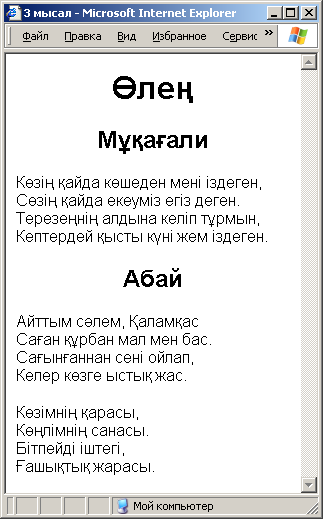 3 мысал - Microsoft Internet Explorer
Файл Правка Вид Избранное Сервис »
Өлең
Мұқағали
Көзің қайда көшеден мені іздеген,
Сөзің қайда екеуміз егіз деген.
Терезеңнің алдына келіп тұрмын,
Кептердей қысты күні жем іздеген.
Абай
Айттым сәлем, Қаламқас
Саған құрбан мал мен бас.
Сағынғаннан сені ойлап,
Келер көзге ыстық жас.
Көзімнің қарасы,
Көңлімнің санасы.
Бітпейді іштегі,
Ғашықтық жарасы.
Мой компьютер